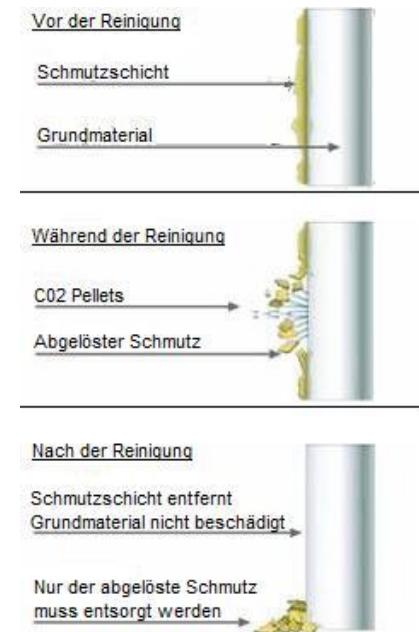 Vor der Reinigung
Schmutzschicht
Grundmaterial
Während der Reinigung
C02 Pellets
Abgelöster Schmutz
Nach der Reinigung
Schmutzschicht entfernt
Grundmaterial nicht beschädigt
Nur der abgelöste Schmutz
muss entsorgt werden